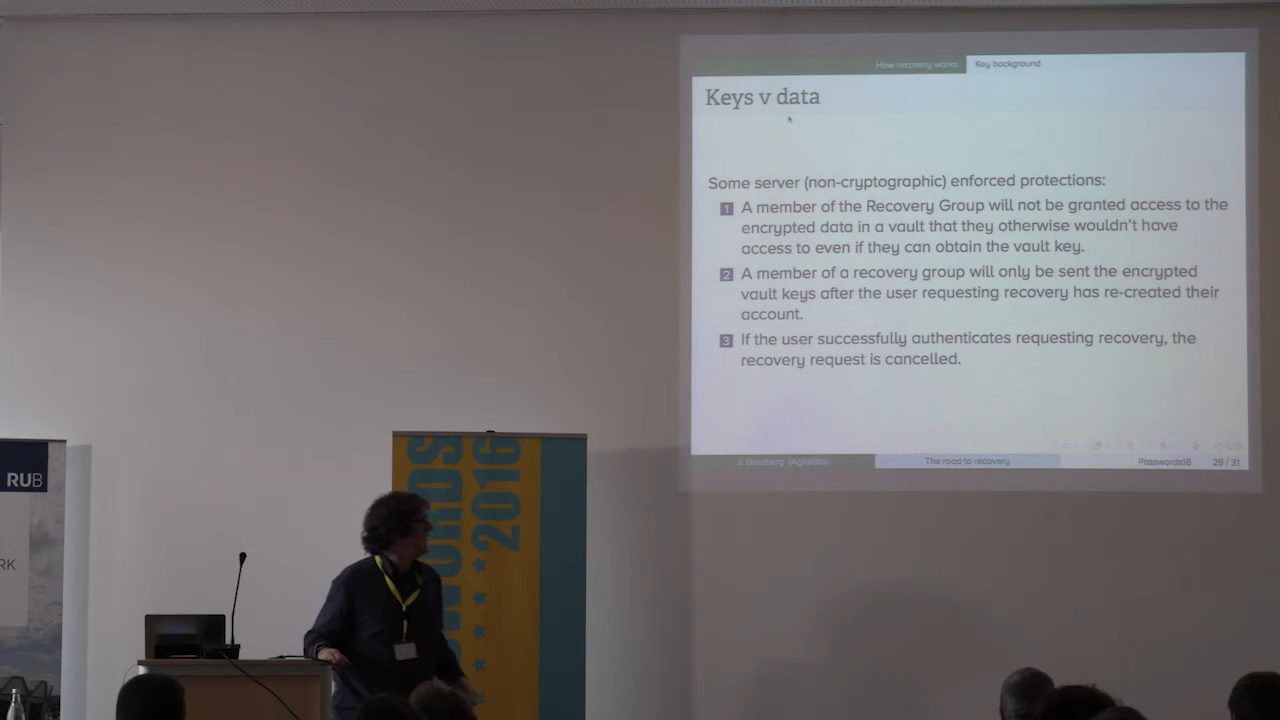 How recovery works
Key background
Keys v data
Some server (non-cryptographic) enforced protections:
1 A member of the Recovery Group will not be granted access to the
encrypted data in a vault that they otherwise wouldn't have
access to even if they can obtain the vault key.
2 A member of a recovery group will only be sent the encrypted
vault keys after the user requesting recovery has re-created their
account.
3 If the user successfully authenticates requesting recovery, the
recovery request is cancelled.
J. Goldberg (AgileBits)
The road to recovery
Passwords16
29 / 31
RUB
RK
WORDS
2016